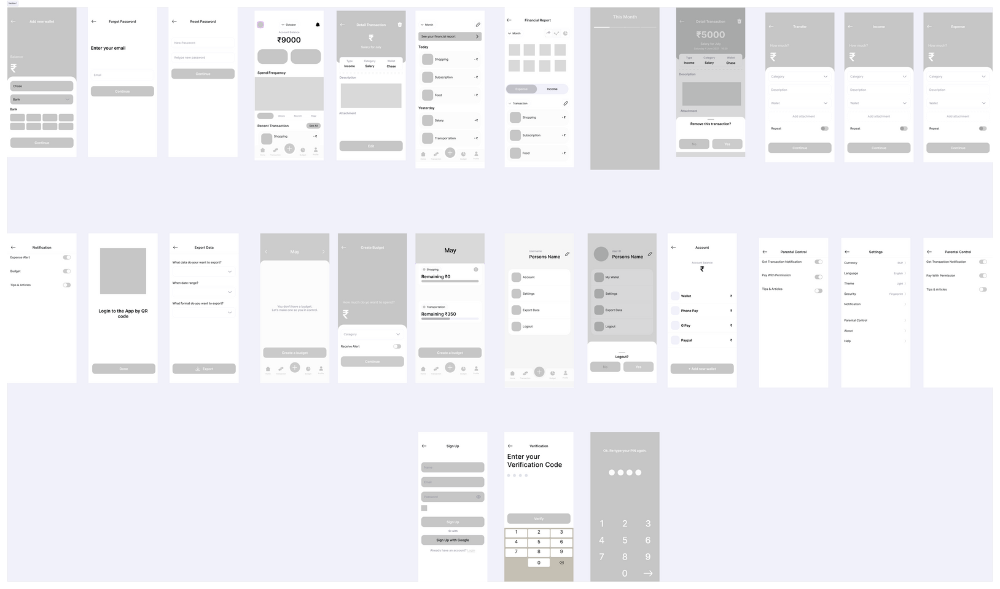 Section 1
Add new wallet
Balance
₹
Chase
Bank
Bank
Continue
Forgot Password
Enter your email
Email
Continue
Reset Password
New Password
Retype new password
Continue
October
Account Balance
₹9000
Spend Frequency
Week Month Year
Recent Transaction See All
Shopping - ₹
Home Transaction Budget Profile
Detail Transaction
₹
Salary for July
Type Category Wallet
Income Salary Chase
Description
Attachment
Edit
Month
See your financial report
Today
Shopping - ₹
Subscription - ₹
Food - ₹
Yesterday
Salary +₹
Transportation - ₹
Home Transaction Budget Profile
Financial Report
Month
Expense Income
Transaction
Shopping - ₹
Subscription - ₹
Food - ₹
This Month
Detail Transaction
₹5000
Salary for July
Type Category Wallet
Income Salary Chase
Description
Attachment
Remove this transaction?
No Yes
Transfer
How much?
₹
Category
Description
Wallet
Add attachment
Repeat
Continue
Income
How much?
₹
Category
Description
Wallet
Add attachment
Repeat
Continue
Expense
How much?
₹
Category
Description
Wallet
Add attachment
Repeat
Continue
Notification
Expense Alert
Budget
Tips & Articles
Login to the App by QR
code
Done
Export Data
What data do your want to export?
When date range?
What format do you want to export?
Export
May
You don't have a budget.
Let's make one so you in control.
Create a budget
Home Transaction Budget Profile
Create Budget
How much do yo want to spend?
₹
Category
Receive Alert
Continue
May
Shopping
Remaining ₹0
Transportation
Remaining ₹350
Create a budget
Home Transaction Budget Profile
Username
Persons Name
Account
Settings
Export Data
Logout
Home Transaction Budget Profile
User ID
Persons Name
My Wallet
Settings
Export Data
Logout
Logout?
No Yes
Account
Account Balance
₹
Wallet ₹
Phone Pay ₹
G Pay ₹
Paypal ₹
+ Add new wallet
Parental Control
Get Transaction Notification
Pay With Permission
Tips & Articles
Settings
Currency
Language English
Theme Light
Security Fingerprint
Notification
Parental Control
About
Help
Parental Control
Get Transaction Notification
Pay With Permission
Tips & Articles
Sign Up
Name
Email
Password
Sign Up
Or with
Sign Up with Google
Already have an account? Login
Verification
Enter your
Verification Code
Verify
1 2 3
4 5 6
7 8 9
0
Ok. Re type your PIN again.
1 2 3
4 5 6
7 8 9
0